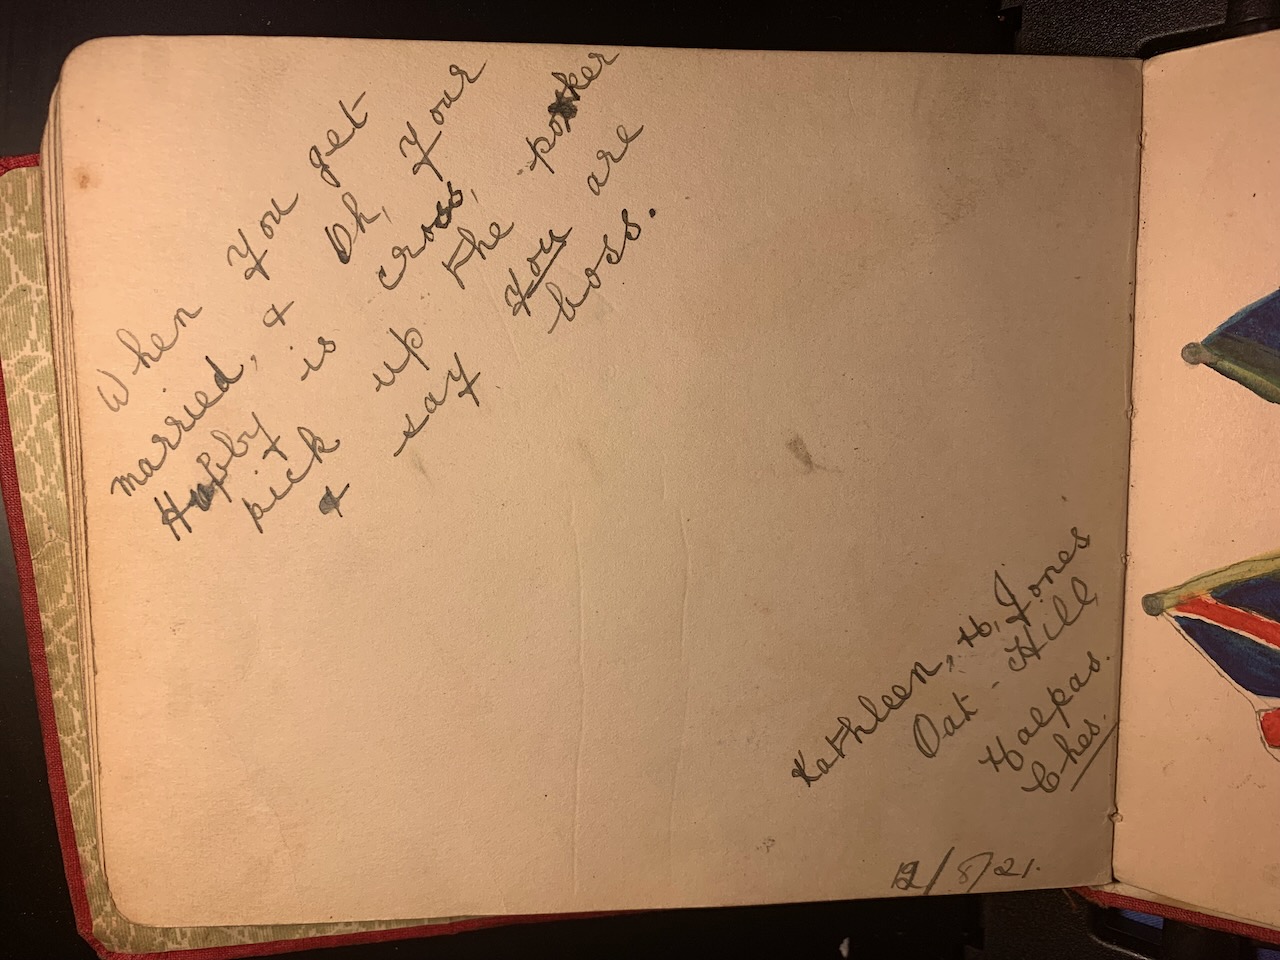 When you get
married, & Oh, your
Hubby is cross,
pick up the poker
& say you are
boss.
Kathleen, M, Jones
Oak-Hill
Malpas.
Ches.
12/8/21.